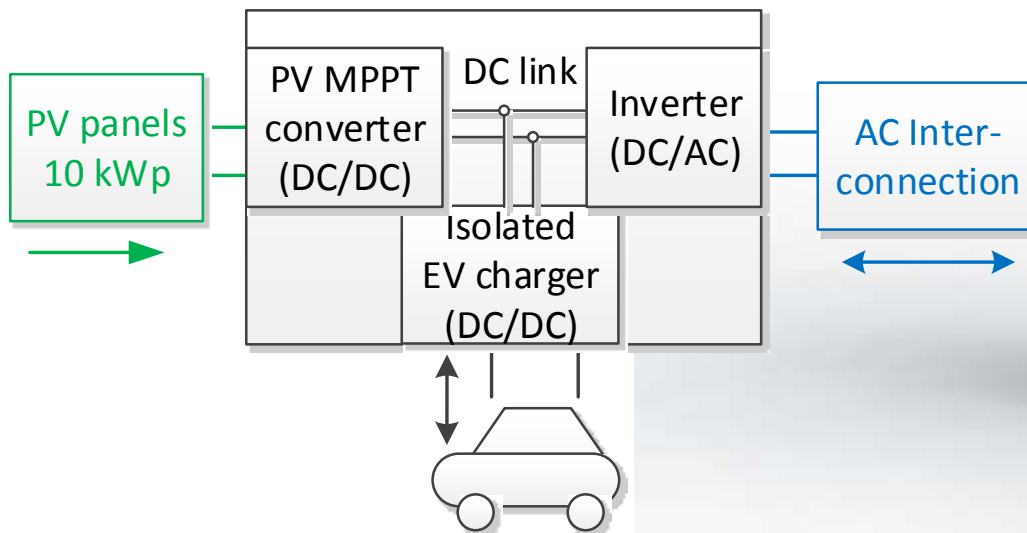 PV panels
10 kWp
PV MPPT
converter
(DC/DC)
DC link
Inverter
(DC/AC)
AC Inter-
connection
Isolated
EV charger
(DC/DC)